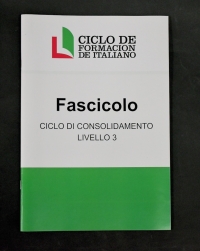 CICLO DE
FORMACION
DE ITALIANO
Fascicolo
CICLO DI CONSOLIDAMENTO
LIVELLO 3